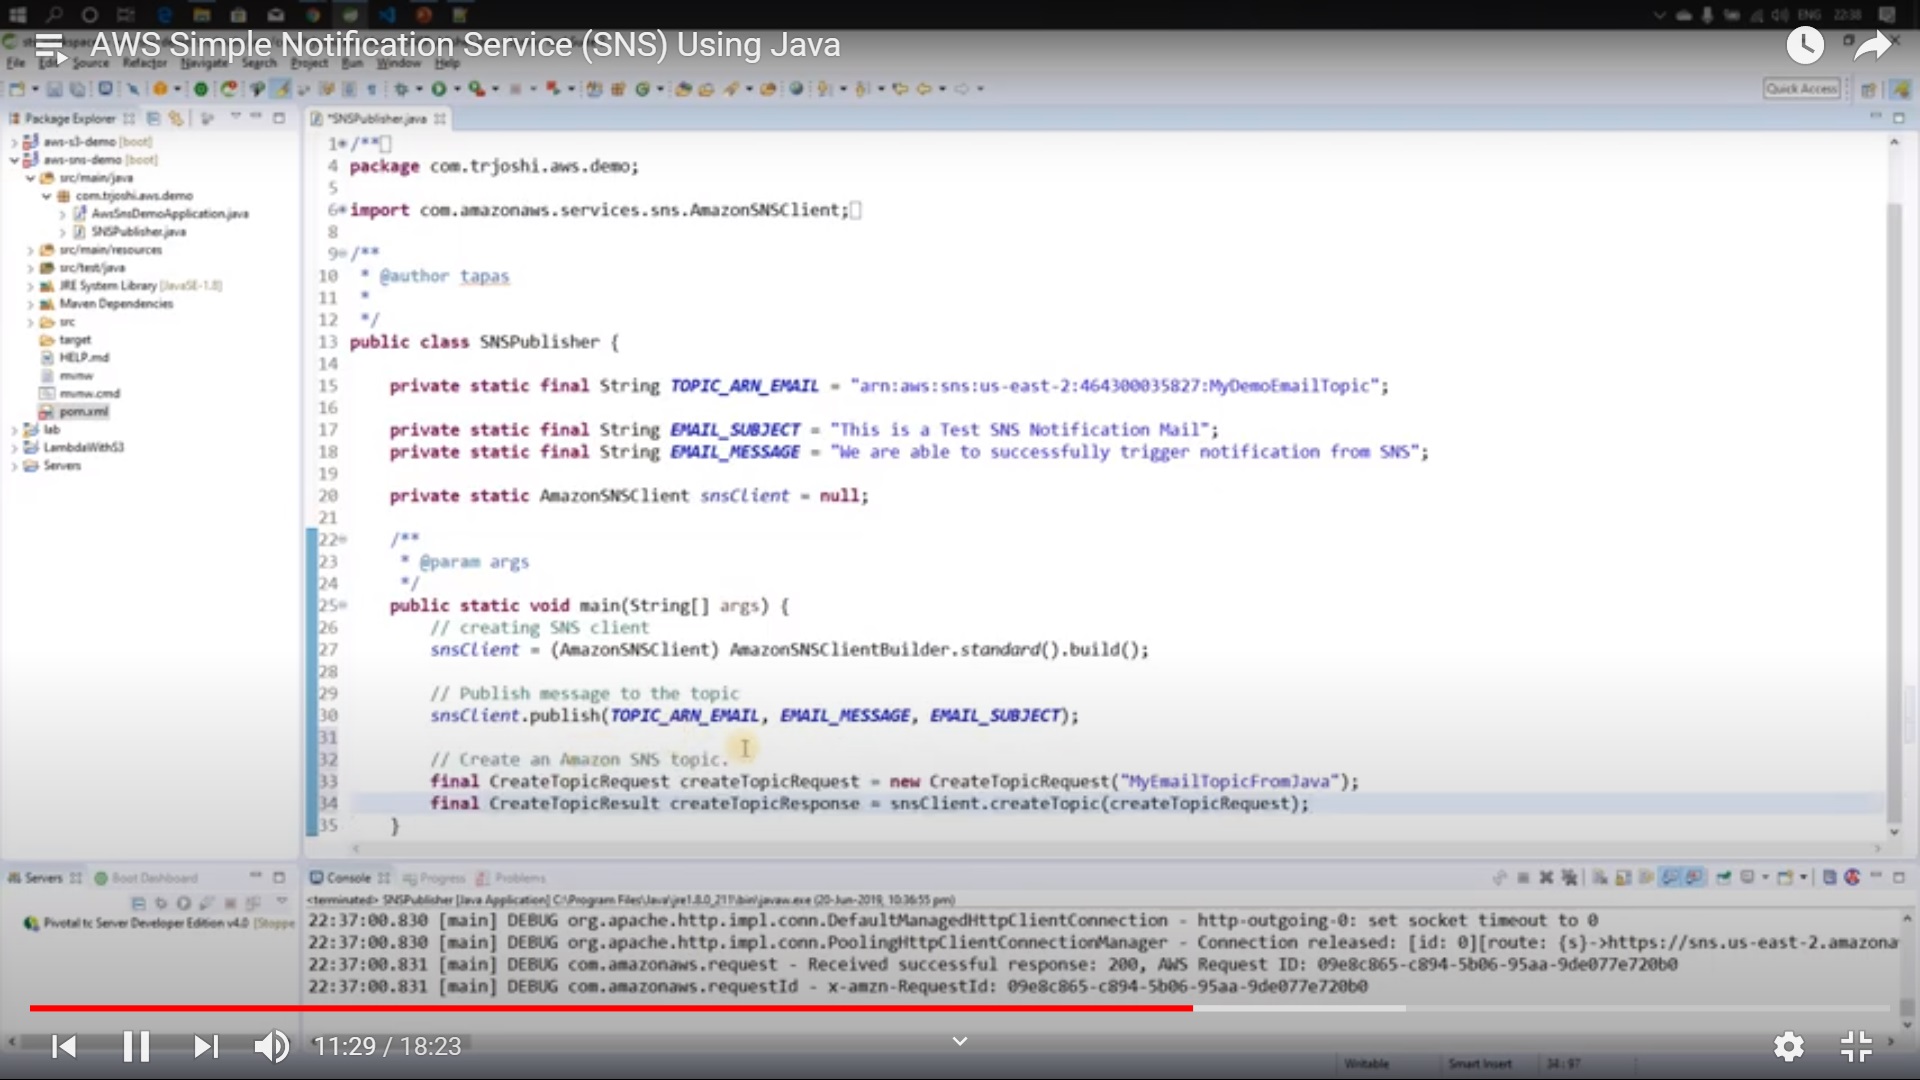 ENG 22:38
AWS Simple Notification Service (SNS) Using Java
File Edit Source Refactor Navigate Search Project Run Window Help
Quick Access
Package Explorer
*SNSPublisher.java
aws-s3-demo [boot]
aws-sns-demo [boot]
src/main/java
com.trjoshi.aws.demo
AwsSnsDemoApplication.java
SNSPublisher.java
src/main/resources
src/test/java
JRE System Library [JavaSE-1.8]
Maven Dependencies
src
target
HELP.md
mvnw
mvnw.cmd
pom.xml
lab
LambdaWithS3
Servers
1 /**
4 package com.trjoshi.aws.demo;
5
6 import com.amazonaws.services.sns.AmazonSNSClient;
8
9 /**
10 * @author tapas
11 *
12 */
13 public class SNSPublisher {
14
15 private static final String TOPIC_ARN_EMAIL = "arn:aws:sns:us-east-2:464300035827:MyDemoEmailTopic";
16
17 private static final String EMAIL_SUBJECT = "This is a Test SNS Notification Mail";
18 private static final String EMAIL_MESSAGE = "We are able to successfully trigger notification from SNS";
19
20 private static AmazonSNSClient snsClient = null;
21
22 /**
23 * @param args
24 */
25 public static void main(String[] args) {
26 // creating SNS client
27 snsClient = (AmazonSNSClient) AmazonSNSClientBuilder.standard().build();
28
29 // Publish message to the topic
30 snsClient.publish(TOPIC_ARN_EMAIL, EMAIL_MESSAGE, EMAIL_SUBJECT);
31
32 // Create an Amazon SNS topic.
33 final CreateTopicRequest createTopicRequest = new CreateTopicRequest("MyEmailTopicFromJava");
34 final CreateTopicResult createTopicResponse = snsClient.createTopic(createTopicRequest);
35 }
Servers Boot Dashboard
Pivotal tc Server Developer Edition v4.0 [Stoppe
Console Progress Problems
<terminated> SNSPublisher [Java Application] C:\Program Files\Java\jre1.8.0_211\bin\javaw.exe (20-Jun-2019, 10:36:55 pm)
22:37:00.830 [main] DEBUG org.apache.http.impl.conn.DefaultManagedHttpClientConnection - http-outgoing-0: set socket timeout to 0
22:37:00.830 [main] DEBUG org.apache.http.impl.conn.PoolingHttpClientConnectionManager - Connection released: [id: 0][route: {s}->https://sns.us-east-2.amazona
22:37:00.831 [main] DEBUG com.amazonaws.request - Received successful response: 200, AWS Request ID: 09e8c865-c894-5b06-95aa-9de077e720b0
22:37:00.831 [main] DEBUG com.amazonaws.requestId - x-amzn-RequestId: 09e8c865-c894-5b06-95aa-9de077e720b0
11:29 / 18:23
Writable Smart Insert 34:97